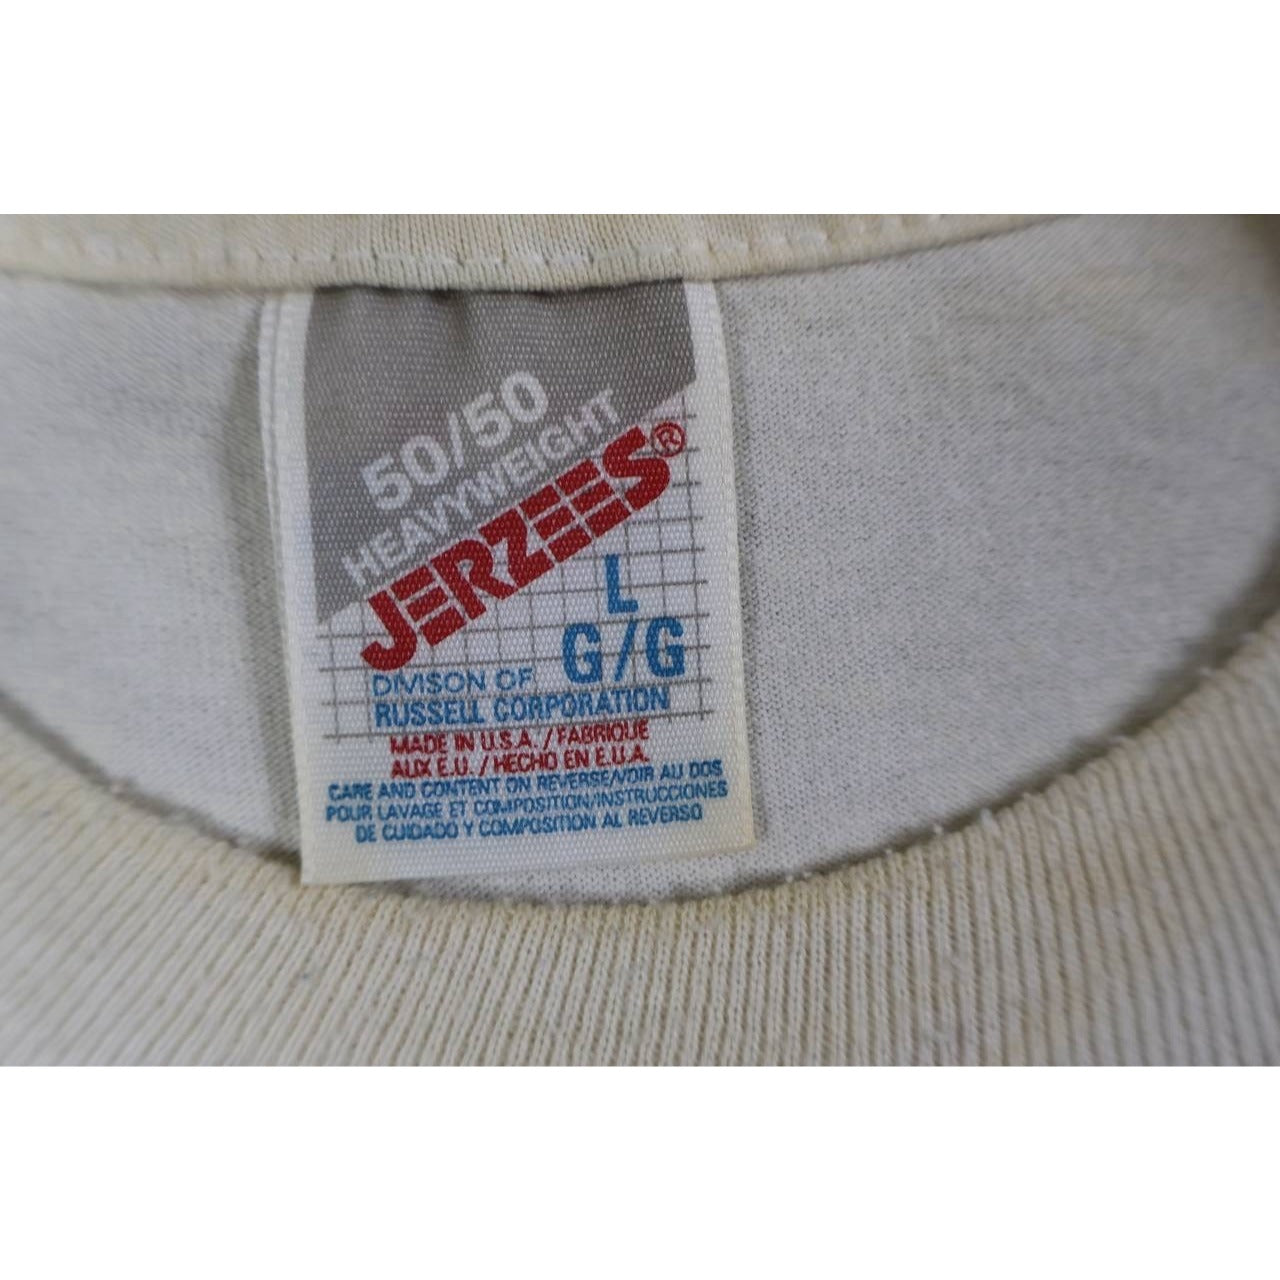 50/50
HEAVYWEIGHT
JERZEES®
L
G/G
DIVISON OF
RUSSELL CORPORATION
MADE IN U.S.A. / FABRIQUE
AUX E.U. / HECHO EN E.U.A.
CARE AND CONTENT ON REVERSE/VOIR AU DOS
POUR LAVAGE ET COMPOSITION/INSTRUCCIONES
DE CUIDADO Y COMPOSITION AL REVERSO